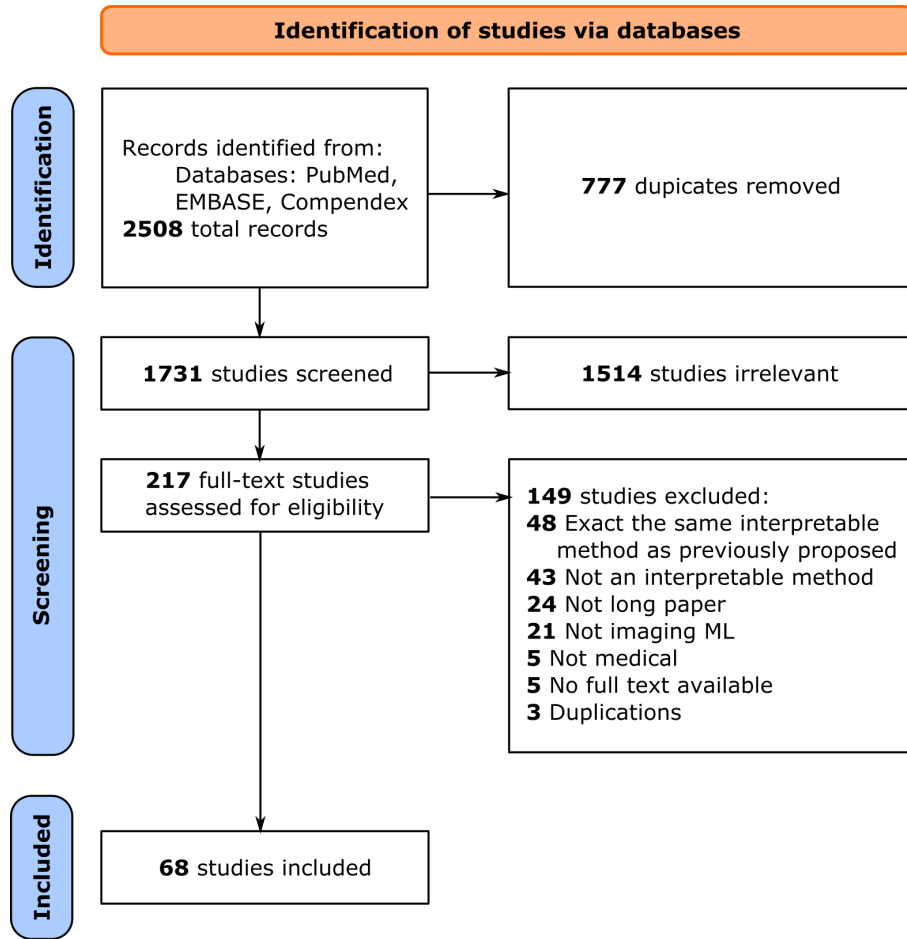 Identification of studies via databases
Identification
Records identified from:
Databases: PubMed,
EMBASE, Compendex
2508 total records
777 dupicates removed
Screening
1731 studies screened
1514 studies irrelevant
217 full-text studies
assessed for eligibility
149 studies excluded:
48 Exact the same interpretable
method as previously proposed
43 Not an interpretable method
24 Not long paper
21 Not imaging ML
5 Not medical
5 No full text available
3 Duplications
Included
68 studies included